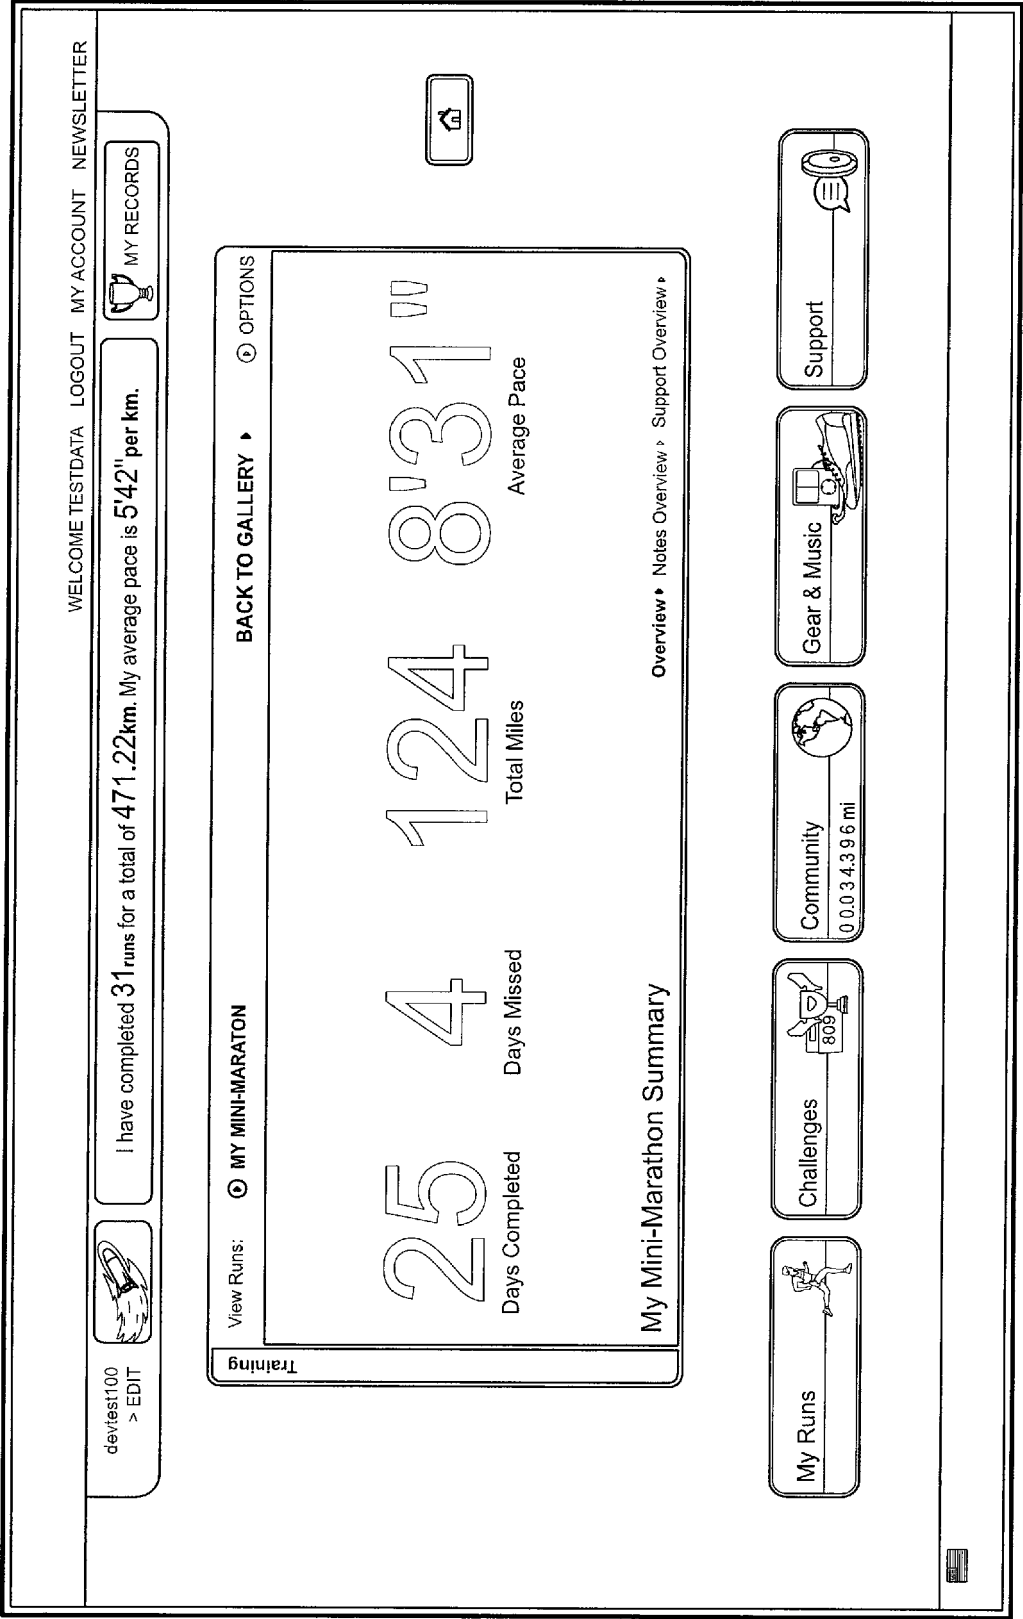 WELCOME TESTDATA LOGOUT MY ACCOUNT NEWSLETTER
devtest100
> EDIT
I have completed 31 runs for a total of 471.22km. My average pace is 5'42" per km.
MY RECORDS
View Runs:
MY MINI-MARATON
BACK TO GALLERY
OPTIONS
Training
25 4 124 8'31"
Days Completed Days Missed Total Miles Average Pace
My Mini-Marathon Summary
Overview Notes Overview Support Overview
My Runs
Challenges
809
Community
0 0.0 3 4.3 9 6 mi
Gear & Music
Support